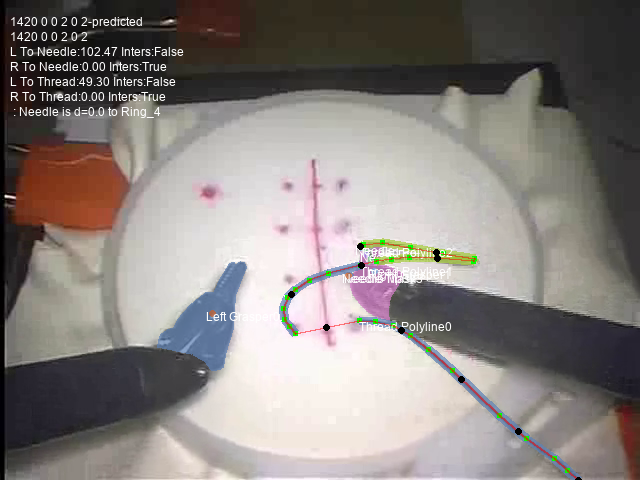 1420 0 0 2 0 2-predicted
1420 0 0 2 0 2
L To Needle:102.47 Inters:False
R To Needle:0.00 Inters:True
L To Thread:49.30 Inters:False
R To Thread:0.00 Inters:True
: Needle is d=0.0 to Ring_4
Left
Thread Polyline0